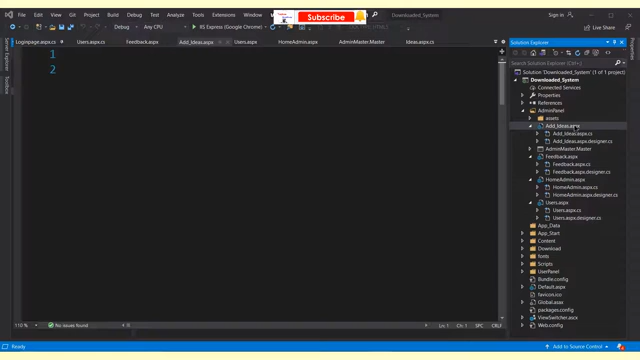 File Edit View Git Project Build Debug Test Analyze Tools Extensions Window Subscribe Downloaded_System Sign in
Debug Any CPU IIS Express (Google Chrome) Live Share
Loginpage.aspx.cs Users.aspx.cs Feedback.aspx Add_Ideas.aspx Users.aspx HomeAdmin.aspx AdminMaster.Master Ideas.aspx.cs
Server Explorer
Toolbox
1
2
Solution Explorer
Search Solution Explorer
Solution 'Downloaded_System' (1 of 1 project)
Downloaded_System
Connected Services
Properties
References
AdminPanel
assets
Add_Ideas.aspx
Add_Ideas.aspx.cs
Add_Ideas.aspx.designer.cs
AdminMaster.Master
Feedback.aspx
Feedback.aspx.cs
Feedback.aspx.designer.cs
HomeAdmin.aspx
HomeAdmin.aspx.cs
HomeAdmin.aspx.designer.cs
Users.aspx
Users.aspx.cs
Users.aspx.designer.cs
App_Data
App_Start
Content
Download
fonts
Scripts
UserPanel
Bundle.config
Default.aspx
favicon.ico
Global.asax
packages.config
ViewSwitcher.ascx
Web.config
Properties
110 % No issues found Ln: 1 Ch: 1 SPC CRLF
Ready Add to Source Control